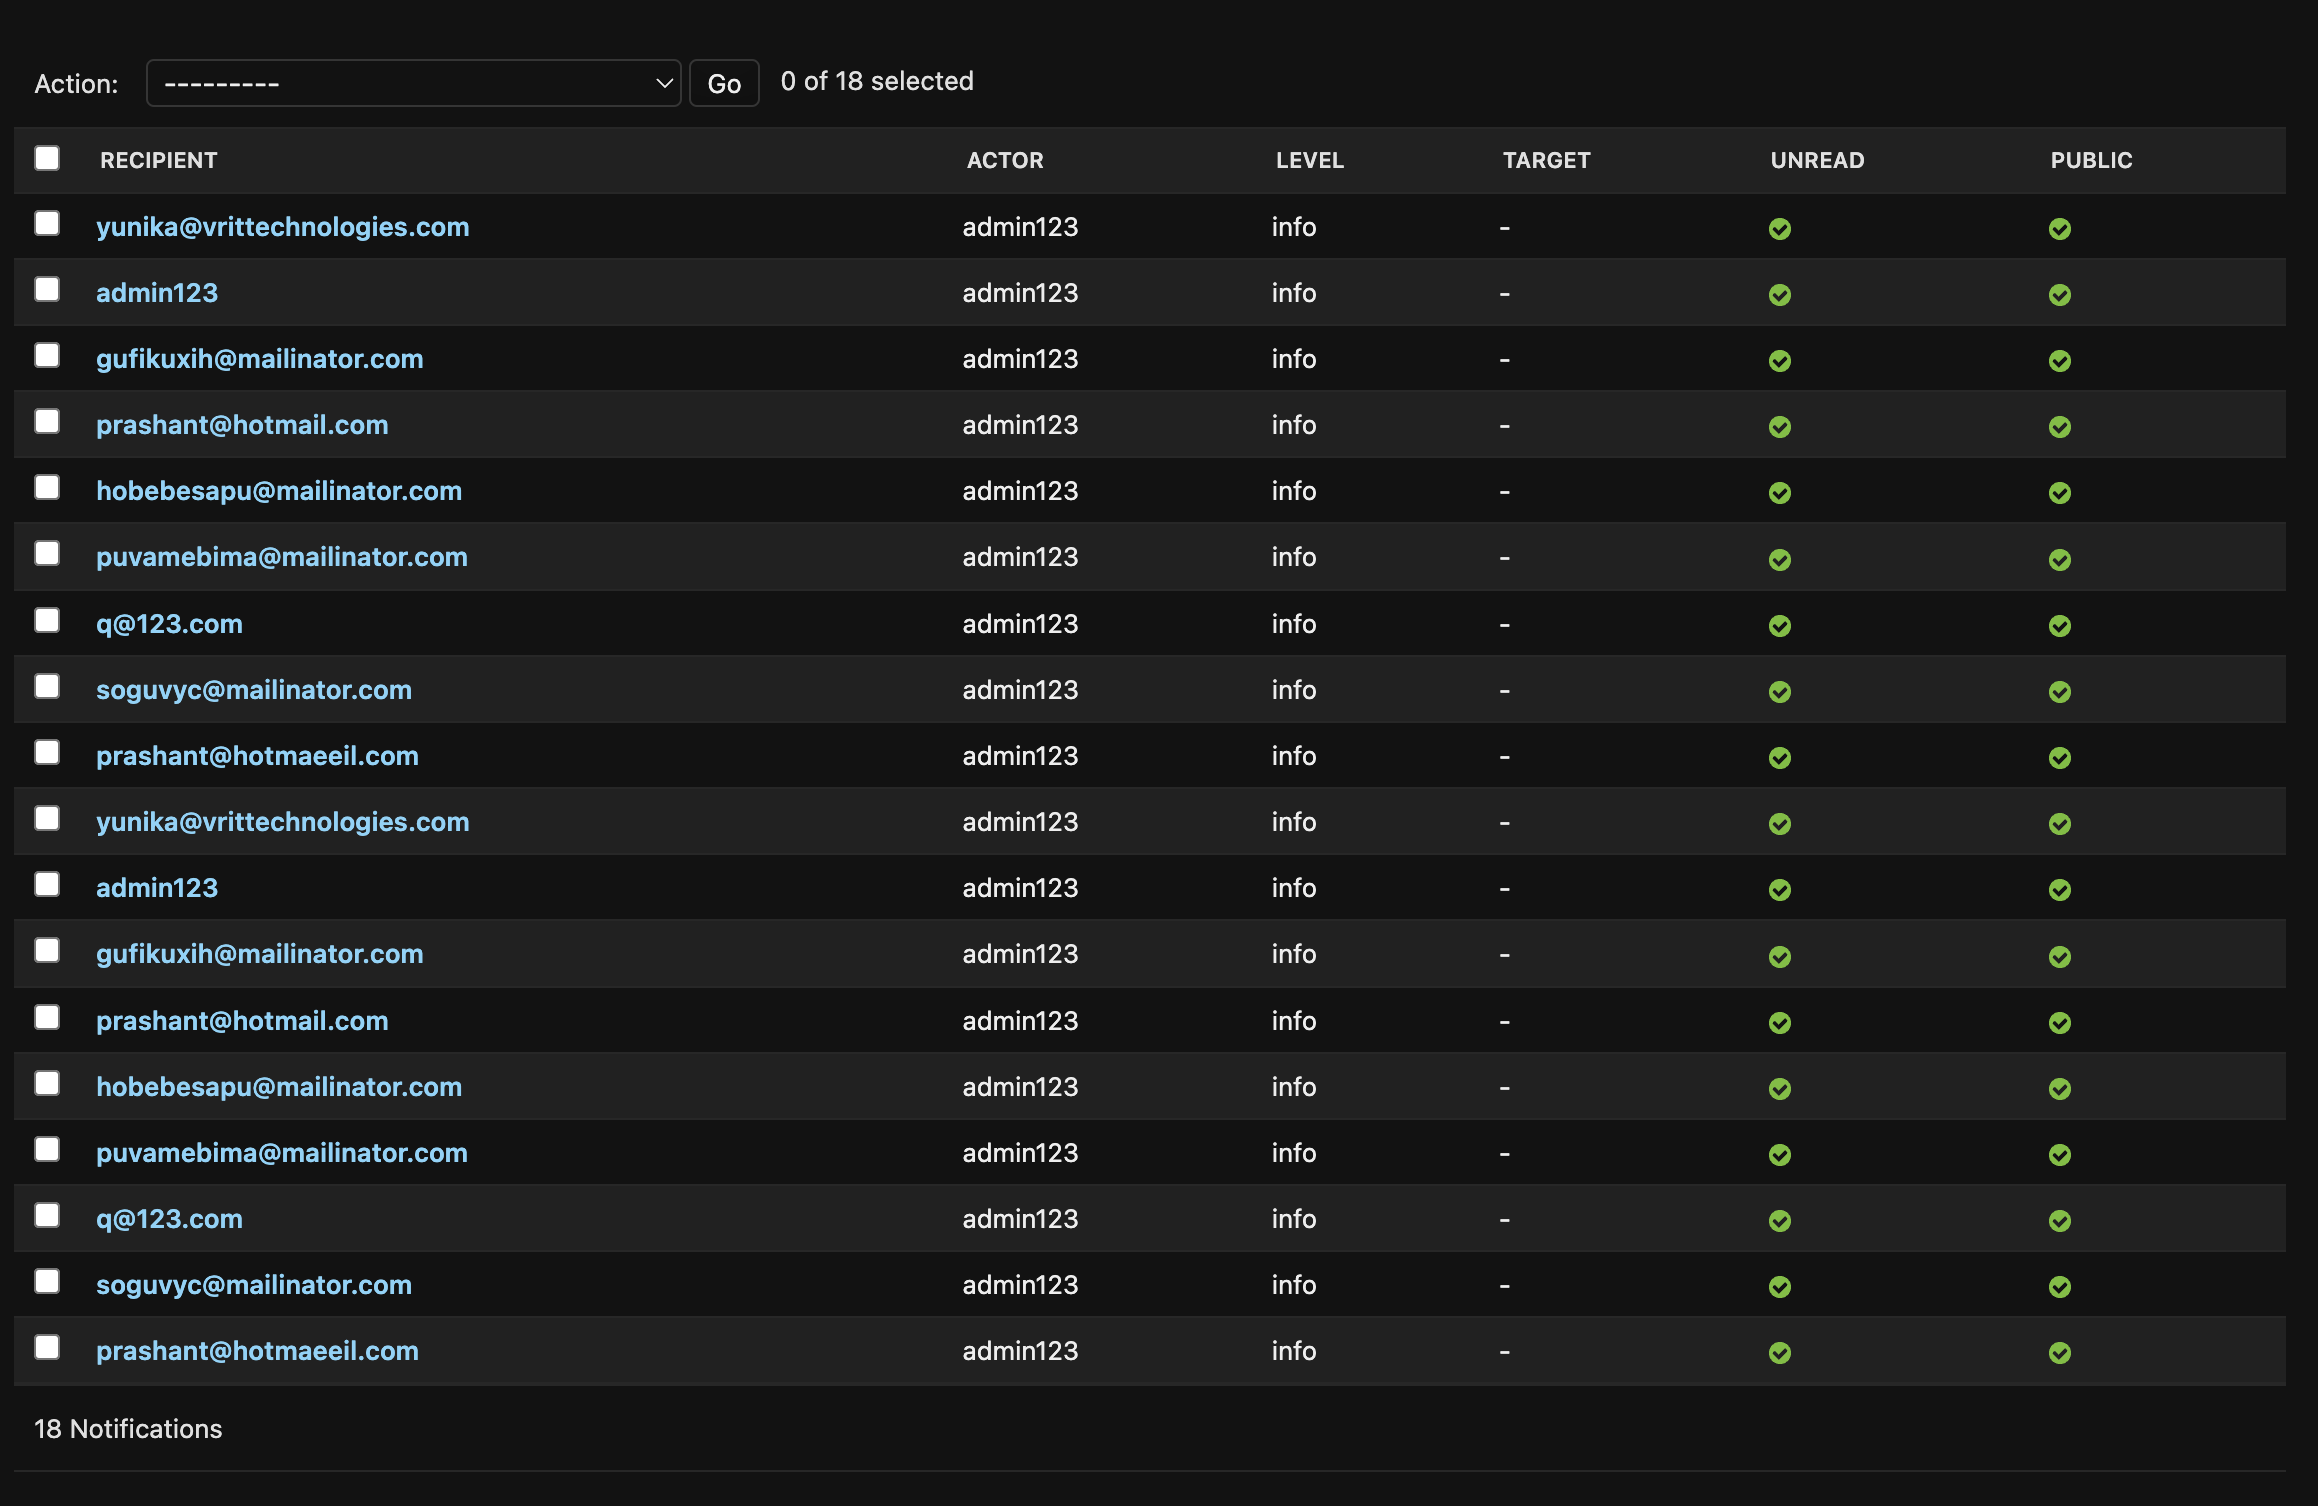 Action: --------- Go 0 of 18 selected
RECIPIENT ACTOR LEVEL TARGET UNREAD PUBLIC
yunika@vrittechnologies.com admin123 info -
admin123 admin123 info -
gufikuxih@mailinator.com admin123 info -
prashant@hotmail.com admin123 info -
hobebesapu@mailinator.com admin123 info -
puvamebima@mailinator.com admin123 info -
q@123.com admin123 info -
soguvyc@mailinator.com admin123 info -
prashant@hotmaeeil.com admin123 info -
yunika@vrittechnologies.com admin123 info -
admin123 admin123 info -
gufikuxih@mailinator.com admin123 info -
prashant@hotmail.com admin123 info -
hobebesapu@mailinator.com admin123 info -
puvamebima@mailinator.com admin123 info -
q@123.com admin123 info -
soguvyc@mailinator.com admin123 info -
prashant@hotmaeeil.com admin123 info -
18 Notifications